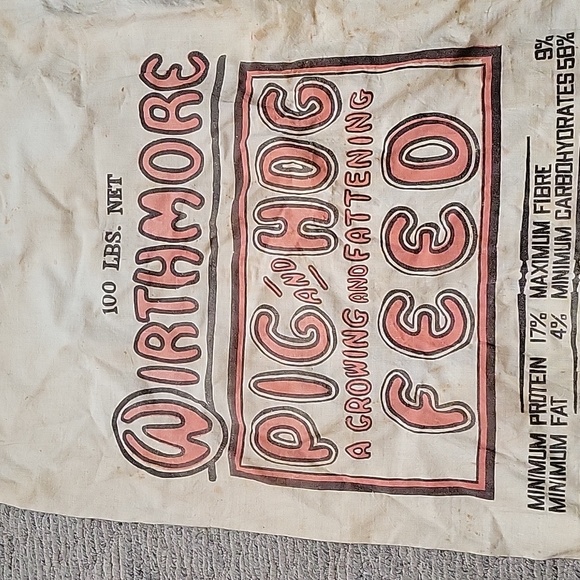 100 LBS. NET
WIRTHMORE
PIG AND HOG
A GROWING AND FATTENING
FEED
MINIMUM PROTEIN 17% MAXIMUM FIBRE 9%
MINIMUM FAT 4% MINIMUM CARBOHYDRATES 58%